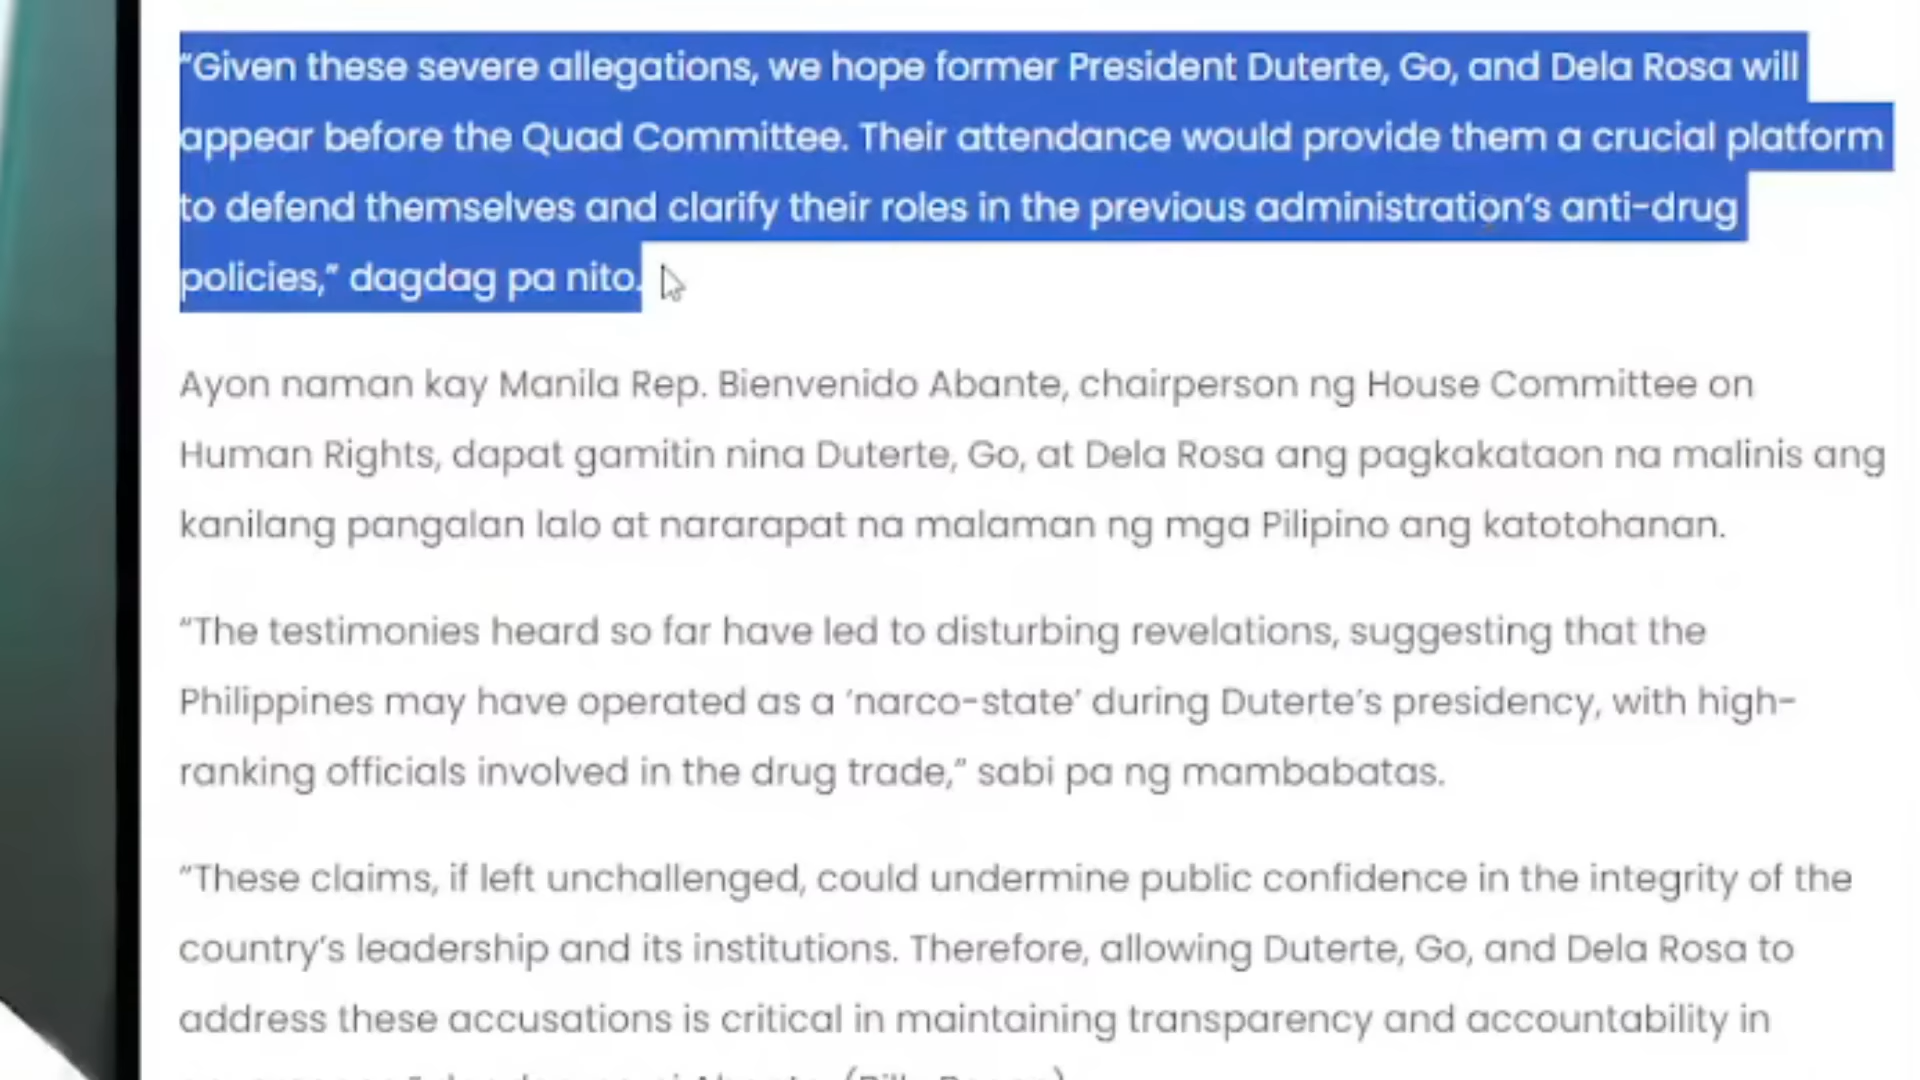 “Given these severe allegations, we hope former President Duterte, Go, and Dela Rosa will
appear before the Quad Committee. Their attendance would provide them a crucial platform
to defend themselves and clarify their roles in the previous administration’s anti-drug
policies,” dagdag pa nito.
Ayon naman kay Manila Rep. Bienvenido Abante, chairperson ng House Committee on
Human Rights, dapat gamitin nina Duterte, Go, at Dela Rosa ang pagkakataon na malinis ang
kanilang pangalan lalo at nararapat na malaman ng mga Pilipino ang katotohanan.
“The testimonies heard so far have led to disturbing revelations, suggesting that the
Philippines may have operated as a ‘narco-state’ during Duterte’s presidency, with high-
ranking officials involved in the drug trade,” sabi pa ng mambabatas.
“These claims, if left unchallenged, could undermine public confidence in the integrity of the
country’s leadership and its institutions. Therefore, allowing Duterte, Go, and Dela Rosa to
address these accusations is critical in maintaining transparency and accountability in